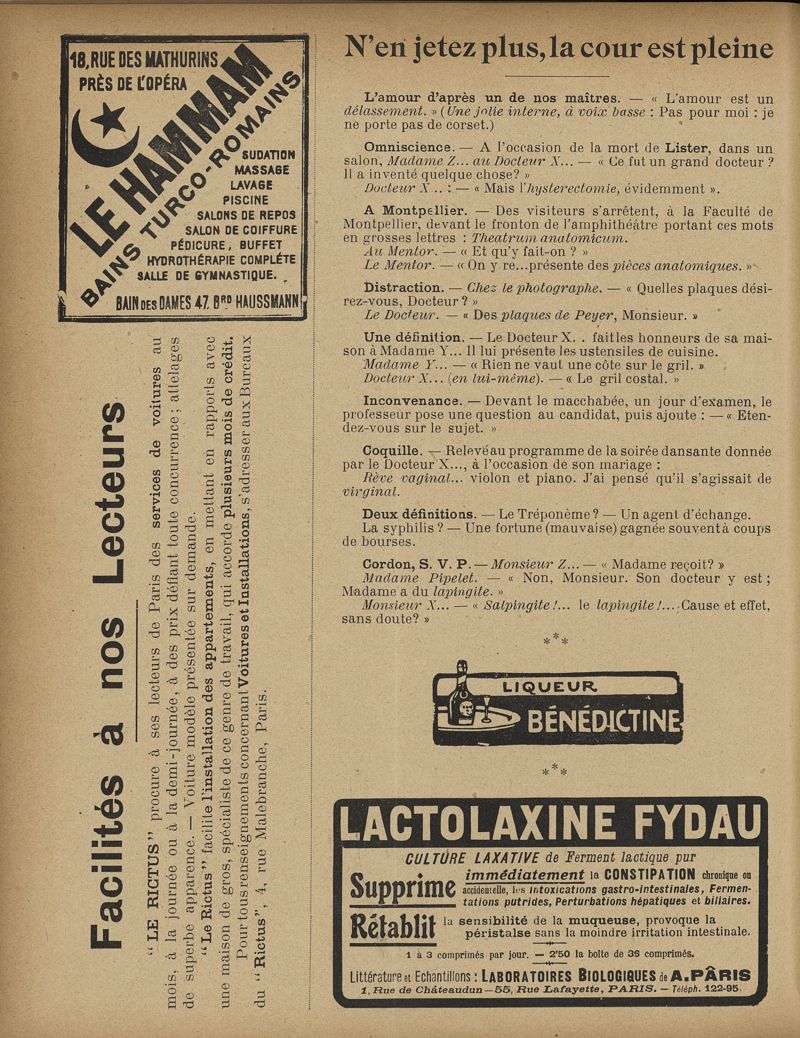 18, RUE DES MATHURINS
PRÈS DE L'OPÉRA
LE HAMMAM
BAINS TURCO-ROMAINS
SUDATION
MASSAGE
LAVAGE
PISCINE
SALONS DE REPOS
SALON DE COIFFURE
PÉDICURE, BUFFET
HYDROTHÉRAPIE COMPLÉTE
SALLE DE GYMNASTIQUE.
BAIN DES DAMES 47, BRD HAUSSMANN
Facilités à nos Lecteurs
"LE RICTUS" procure à ses lecteurs de Paris des services de voitures au
mois, à la journée ou à la demi-journée, à des prix défiant toute concurrence; attelages
de superbe apparence. — Voiture modèle présentée sur demande.
"Le Rictus" facilite l'installation des appartements, en mettant en rapports avec
une maison de gros, spécialiste de ce genre de travail, qui accorde plusieurs mois de crédit.
Pour tous renseignements concernant Voitures et Installations, s'adresser aux Bureaux
du "Rictus", 4, rue Malebranche, Paris.
N'en jetez plus, la cour est pleine
L'amour d'après un de nos maîtres. — « L'amour est un
délassement. » (Une jolie interne, à voix basse : Pas pour moi : je
ne porte pas de corset.)
Omniscience. — A l'occasion de la mort de Lister, dans un
salon, Madame Z... au Docteur X... — « Ce fut un grand docteur ?
Il a inventé quelque chose? »
Docteur X .. : — « Mais l'hysterectomie, évidemment ».
A Montpellier. — Des visiteurs s'arrêtent, à la Faculté de
Montpellier, devant le fronton de l'amphithéâtre portant ces mots
en grosses lettres : Theatrum anatomicum.
Au Mentor. — « Et qu'y fait-on ? »
Le Mentor. — « On y re...présente des pièces anatomiques. »
Distraction. — Chez le photographe. — « Quelles plaques dési-
rez-vous, Docteur ? »
Le Docteur. — « Des plaques de Peyer, Monsieur. »
Une définition. — Le Docteur X. . fait les honneurs de sa mai-
son à Madame Y... Il lui présente les ustensiles de cuisine.
Madame Y... — « Rien ne vaut une côte sur le gril. »
Docteur X... (en lui-même). — « Le gril costal. »
Inconvenance. — Devant le macchabée, un jour d'examen, le
professeur pose une question au candidat, puis ajoute : — « Eten-
dez-vous sur le sujet. »
Coquille. — Relevé au programme de la soirée dansante donnée
par le Docteur X..., à l'occasion de son mariage :
Rêve vaginal... violon et piano. J'ai pensé qu'il s'agissait de
virginal.
Deux définitions. — Le Tréponème ? — Un agent d'échange.
La syphilis ? — Une fortune (mauvaise) gagnée souvent à coups
de bourses.
Cordon, S. V. P. — Monsieur Z... — « Madame reçoit? »
Madame Pipelet. — « Non, Monsieur. Son docteur y est ;
Madame a du lapingite. »
Monsieur X... — « Salpingite !... le lapingite !... Cause et effet,
sans doute? »
***
LIQUEUR
BÉNÉDICTINE
***
LACTOLAXINE FYDAU
CULTURE LAXATIVE de Ferment lactique pur
Supprime immédiatement la CONSTIPATION chronique ou
accidentelle, les intoxications gastro-intestinales, Fermen-
tations putrides, Perturbations hépatiques et biliaires.
Rétablit la sensibilité de la muqueuse, provoque la
péristalse sans la moindre irritation intestinale.
1 à 3 comprimés par jour. — 2'50 la boîte de 36 comprimés.
Littérature et Echantillons : LABORATOIRES BIOLOGIQUES de A. PÂRIS
1, Rue de Châteaudun — 55, Rue Lafayette, PARIS. — Téléph. 122-95.